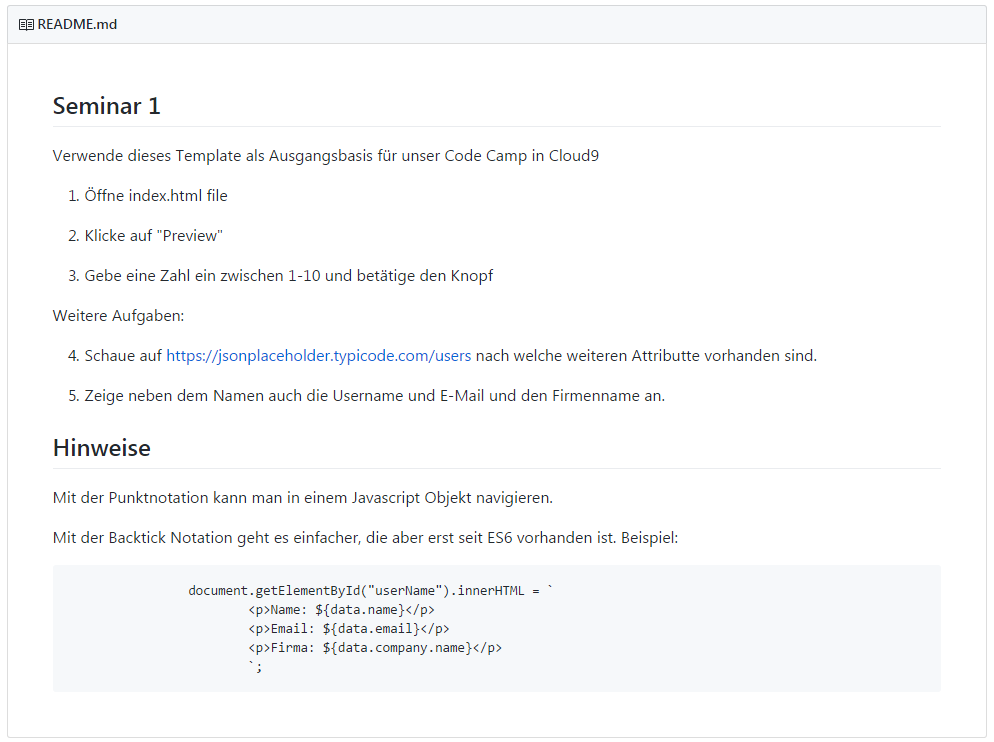 README.md
Seminar 1
Verwende dieses Template als Ausgangsbasis für unser Code Camp in Cloud9
1. Öffne index.html file
2. Klicke auf "Preview"
3. Gebe eine Zahl ein zwischen 1-10 und betätige den Knopf
Weitere Aufgaben:
4. Schaue auf https://jsonplaceholder.typicode.com/users nach welche weiteren Attributte vorhanden sind.
5. Zeige neben dem Namen auch die Username und E-Mail und den Firmenname an.
Hinweise
Mit der Punktnotation kann man in einem Javascript Objekt navigieren.
Mit der Backtick Notation geht es einfacher, die aber erst seit ES6 vorhanden ist. Beispiel:
document.getElementById("userName").innerHTML = `
<p>Name: ${data.name}</p>
<p>Email: ${data.email}</p>
<p>Firma: ${data.company.name}</p>
`;